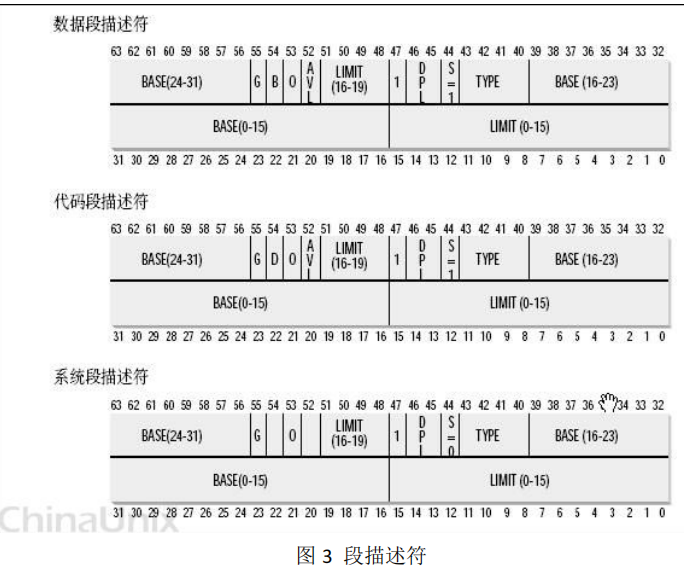 数据段描述符
63 62 61 60 59 58 57 56 55 54 53 52 51 50 49 48 47 46 45 44 43 42 41 40 39 38 37 36 35 34 33 32
BASE(24-31) G B 0 AVL LIMIT (16-19) 1 DPL S=1 TYPE BASE (16-23)
BASE(0-15) LIMIT (0-15)
31 30 29 28 27 26 25 24 23 22 21 20 19 18 17 16 15 14 13 12 11 10 9 8 7 6 5 4 3 2 1 0
代码段描述符
63 62 61 60 59 58 57 56 55 54 53 52 51 50 49 48 47 46 45 44 43 42 41 40 39 38 37 36 35 34 33 32
BASE(24-31) G D 0 AVL LIMIT (16-19) 1 DPL S=1 TYPE BASE (16-23)
BASE(0-15) LIMIT (0-15)
31 30 29 28 27 26 25 24 23 22 21 20 19 18 17 16 15 14 13 12 11 10 9 8 7 6 5 4 3 2 1 0
系统段描述符
63 62 61 60 59 58 57 56 55 54 53 52 51 50 49 48 47 46 45 44 43 42 41 40 39 38 37 36 34 33 32
BASE(24-31) G 0 LIMIT (16-19) 1 DPL S=0 TYPE BASE (16-23)
BASE(0-15) LIMIT (0-15)
31 30 29 28 27 26 25 24 23 22 21 20 19 18 17 16 15 14 13 12 11 10 9 8 7 6 5 4 3 2 1 0
ChinaUnix
图 3 段描述符